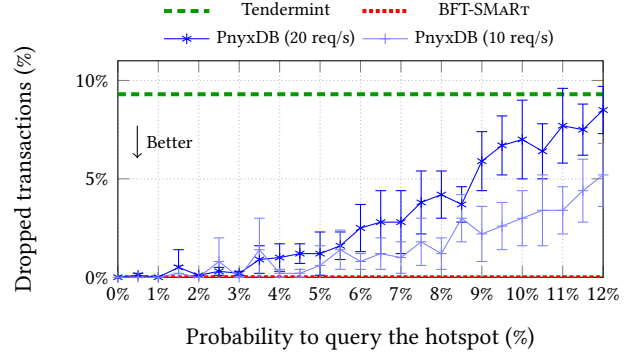 Tendermint BFT-SMaRt
PnyxDB (20 req/s) PnyxDB (10 req/s)
Dropped transactions (%)
10%
5%
0%
Better
0% 1% 2% 3% 4% 5% 6% 7% 8% 9% 10% 11% 12%
Probability to query the hotspot (%)